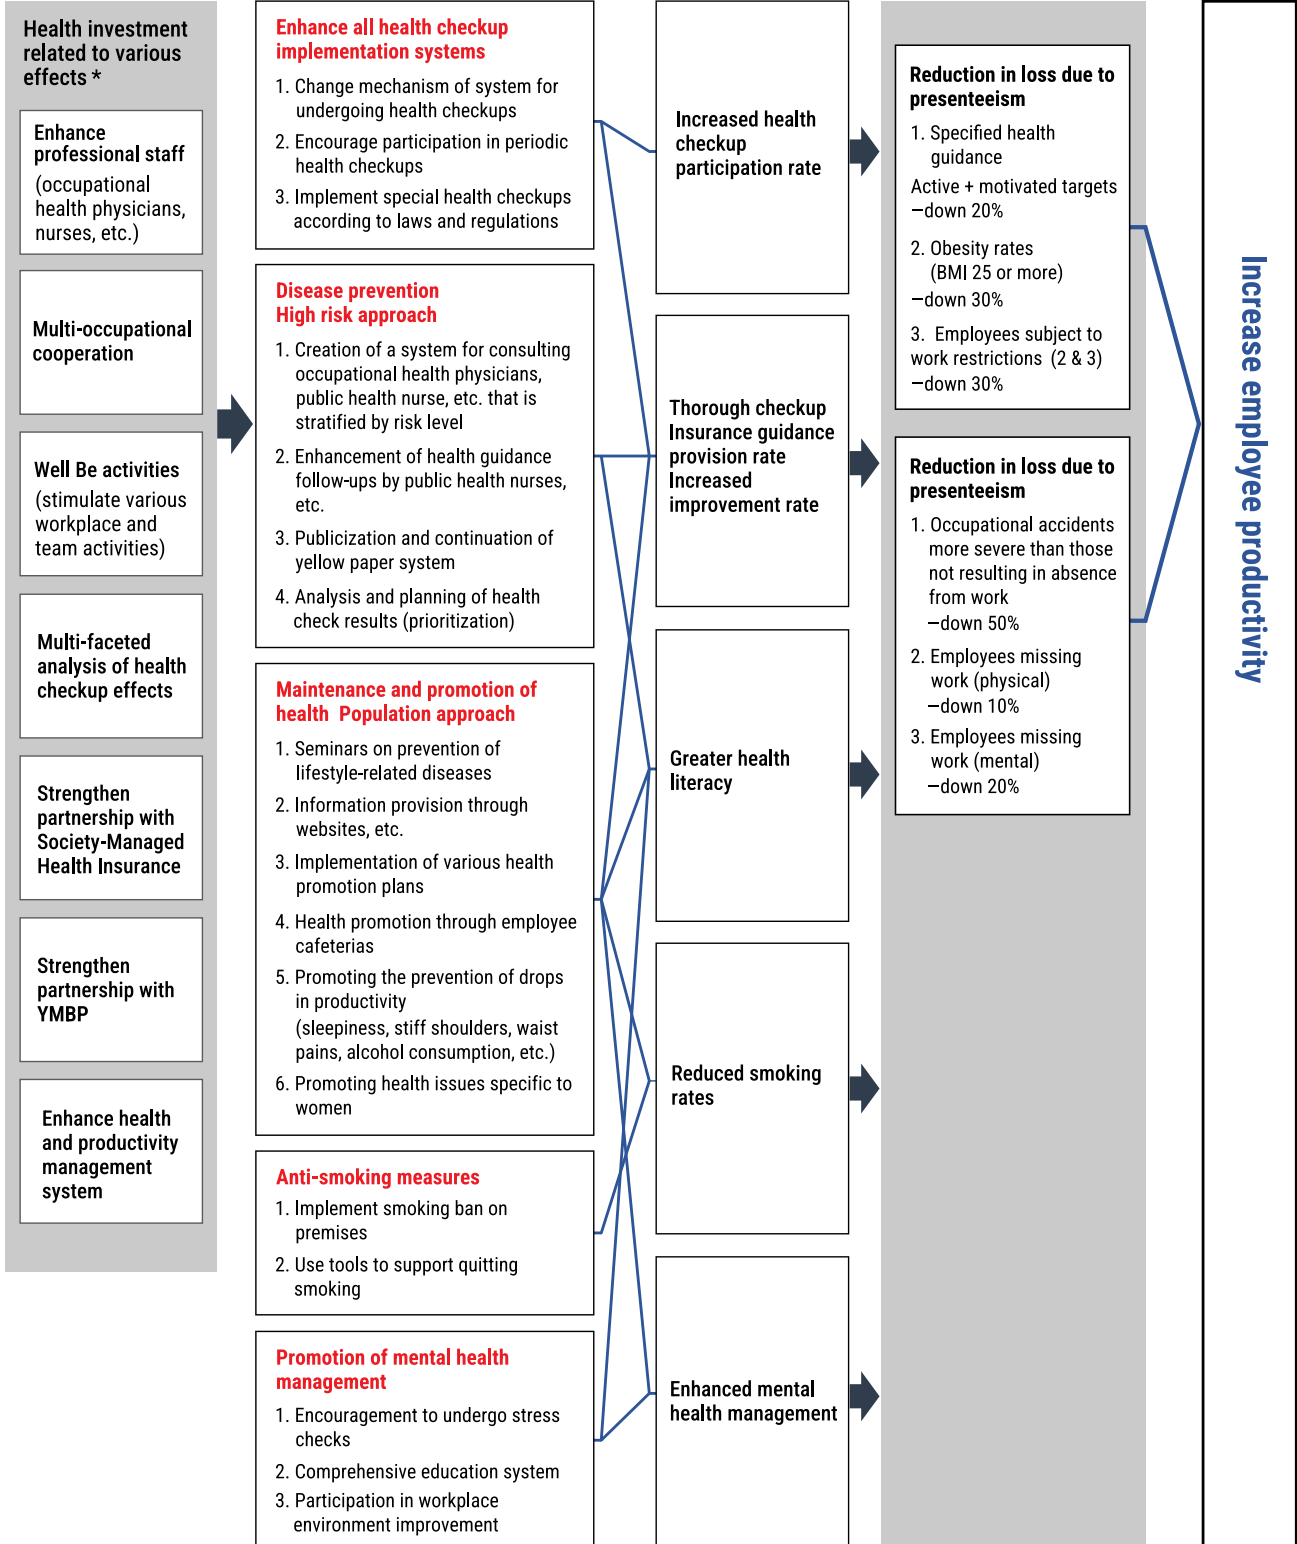 Health investment
related to various
effects *
Enhance
professional staff
(occupational
health physicians,
nurses, etc.)
Multi-occupational
cooperation
Well Be activities
(stimulate various
workplace and
team activities)
Multi-faceted
analysis of health
checkup effects
Strengthen
partnership with
Society-Managed
Health Insurance
Strengthen
partnership with
YMBP
Enhance health
and productivity
management
system
Enhance all health checkup
implementation systems
1. Change mechanism of system for
undergoing health checkups
2. Encourage participation in periodic
health checkups
3. Implement special health checkups
according to laws and regulations
Disease prevention
High risk approach
1. Creation of a system for consulting
occupational health physicians,
public health nurse, etc. that is
stratified by risk level
2. Enhancement of health guidance
follow-ups by public health nurses,
etc.
3. Publicization and continuation of
yellow paper system
4. Analysis and planning of health
check results (prioritization)
Maintenance and promotion of
health Population approach
1. Seminars on prevention of
lifestyle-related diseases
2. Information provision through
websites, etc.
3. Implementation of various health
promotion plans
4. Health promotion through employee
cafeterias
5. Promoting the prevention of drops
in productivity
(sleepiness, stiff shoulders, waist
pains, alcohol consumption, etc.)
6. Promoting health issues specific to
women
Anti-smoking measures
1. Implement smoking ban on
premises
2. Use tools to support quitting
smoking
Promotion of mental health
management
1. Encouragement to undergo stress
checks
2. Comprehensive education system
3. Participation in workplace
environment improvement
Increased health
checkup
participation rate
Thorough checkup
Insurance guidance
provision rate
Increased
improvement rate
Greater health
literacy
Reduced smoking
rates
Enhanced mental
health management
Reduction in loss due to
presenteeism
1. Specified health
guidance
Active + motivated targets
—down 20%
2. Obesity rates
(BMI 25 or more)
—down 30%
3. Employees subject to
work restrictions (2 & 3)
—down 30%
Reduction in loss due to
presenteeism
1. Occupational accidents
more severe than those
not resulting in absence
from work
—down 50%
2. Employees missing
work (physical)
—down 10%
3. Employees missing
work (mental)
—down 20%
Increase employee productivity